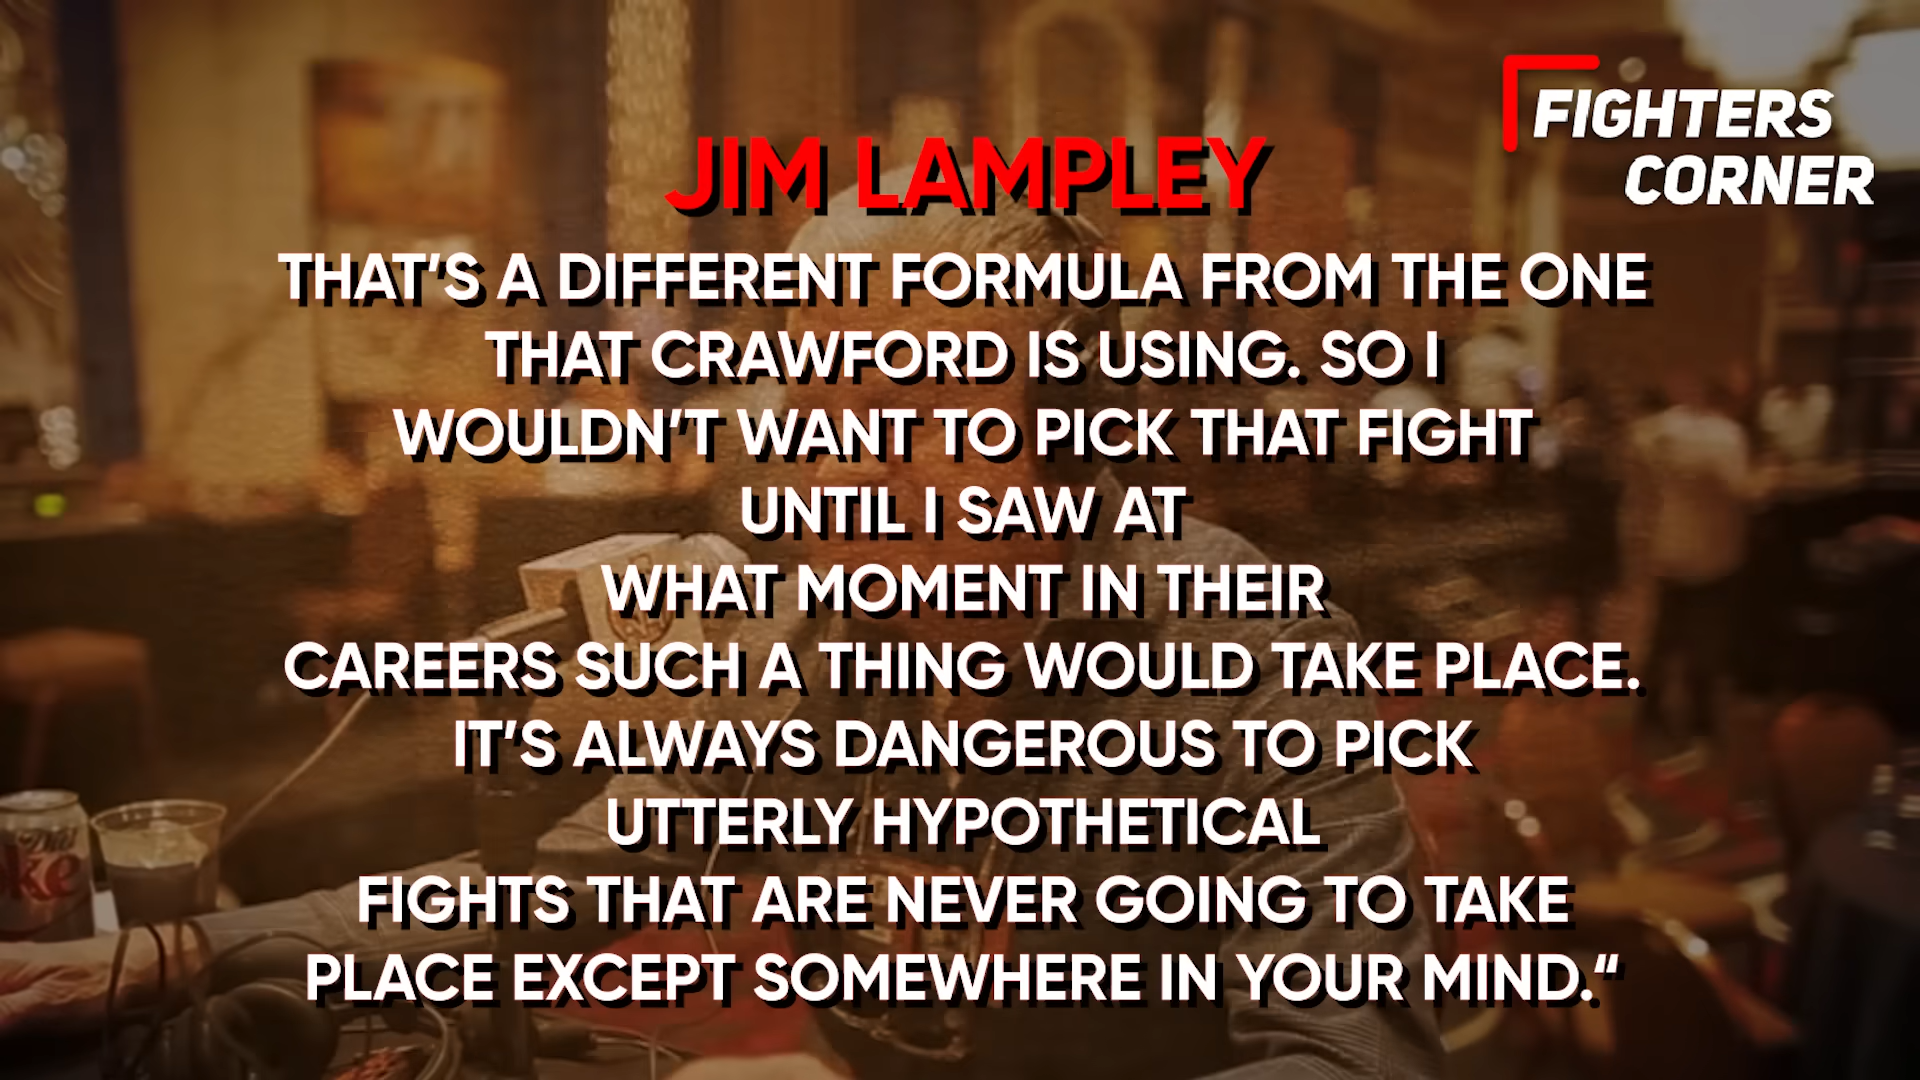 FIGHTERS
CORNER
JIM LAMPLEY
THAT'S A DIFFERENT FORMULA FROM THE ONE
THAT CRAWFORD IS USING. SO I
WOULDN'T WANT TO PICK THAT FIGHT
UNTIL I SAW AT
WHAT MOMENT IN THEIR
CAREERS SUCH A THING WOULD TAKE PLACE.
IT'S ALWAYS DANGEROUS TO PICK
UTTERLY HYPOTHETICAL
FIGHTS THAT ARE NEVER GOING TO TAKE
PLACE EXCEPT SOMEWHERE IN YOUR MIND.“
Diet
ke